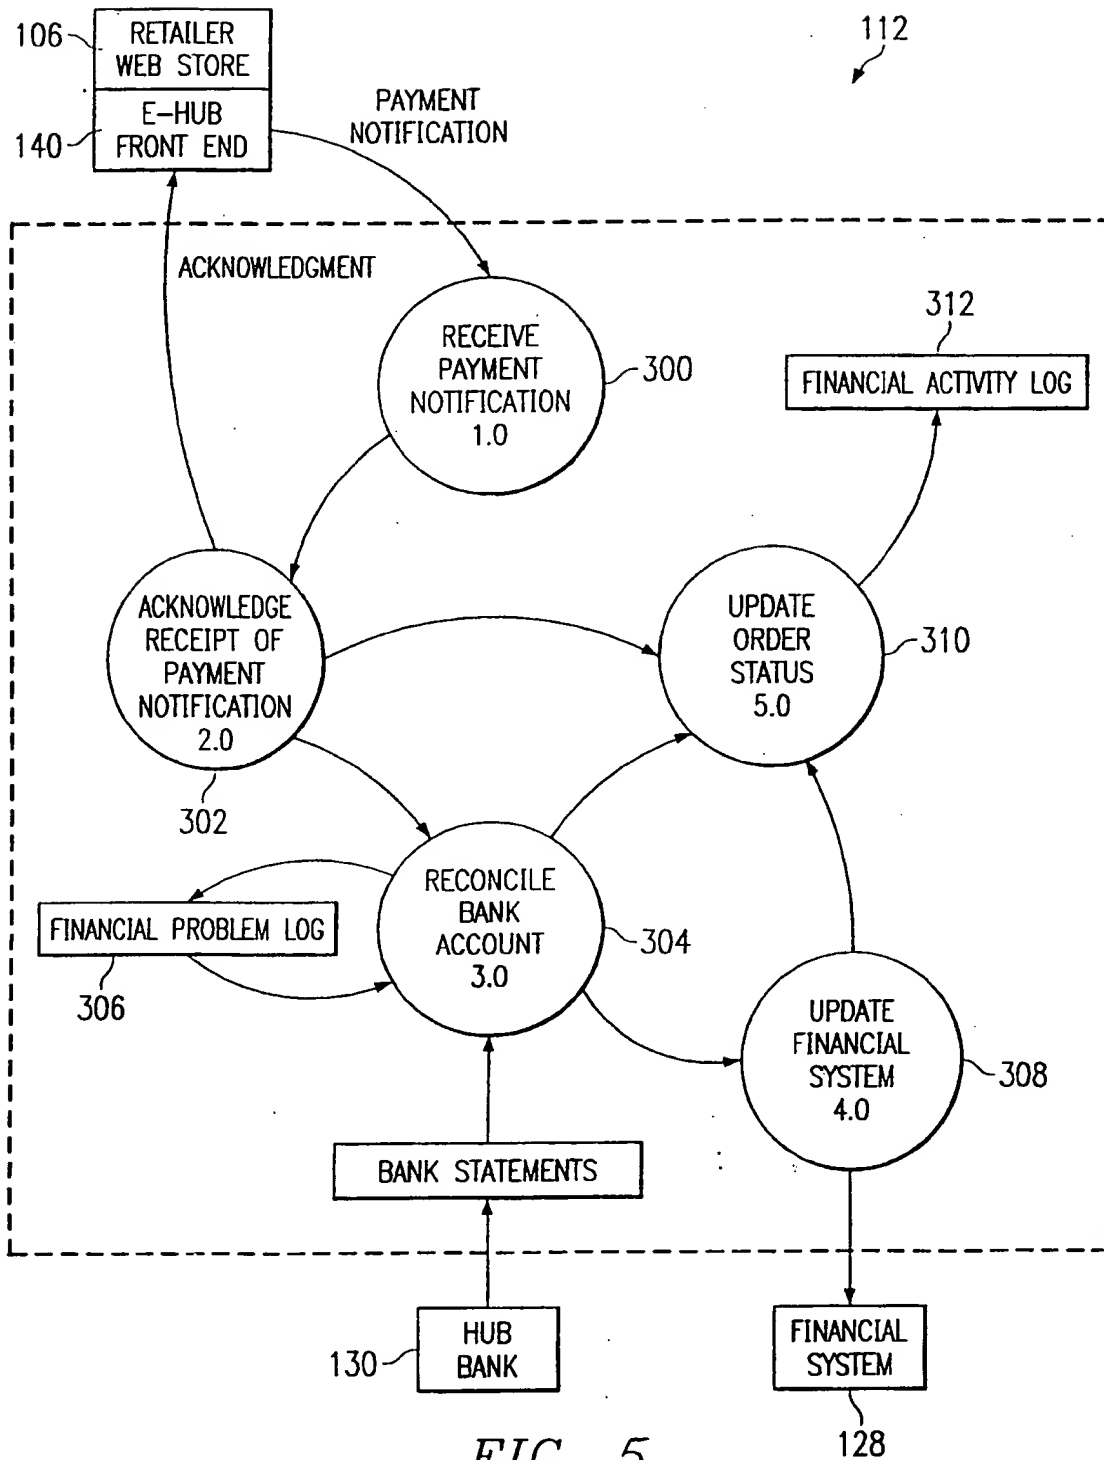 106
RETAILER
WEB STORE
112
140
E-HUB
FRONT END
PAYMENT
NOTIFICATION
ACKNOWLEDGMENT
RECEIVE
PAYMENT
NOTIFICATION
1.0
300
312
FINANCIAL ACTIVITY LOG
ACKNOWLEDGE
RECEIPT OF
PAYMENT
NOTIFICATION
2.0
302
UPDATE
ORDER
STATUS
5.0
310
RECONCILE
BANK
ACCOUNT
3.0
304
FINANCIAL PROBLEM LOG
306
UPDATE
FINANCIAL
SYSTEM
4.0
308
BANK STATEMENTS
HUB
BANK
130
FINANCIAL
SYSTEM
128
FIG. 5